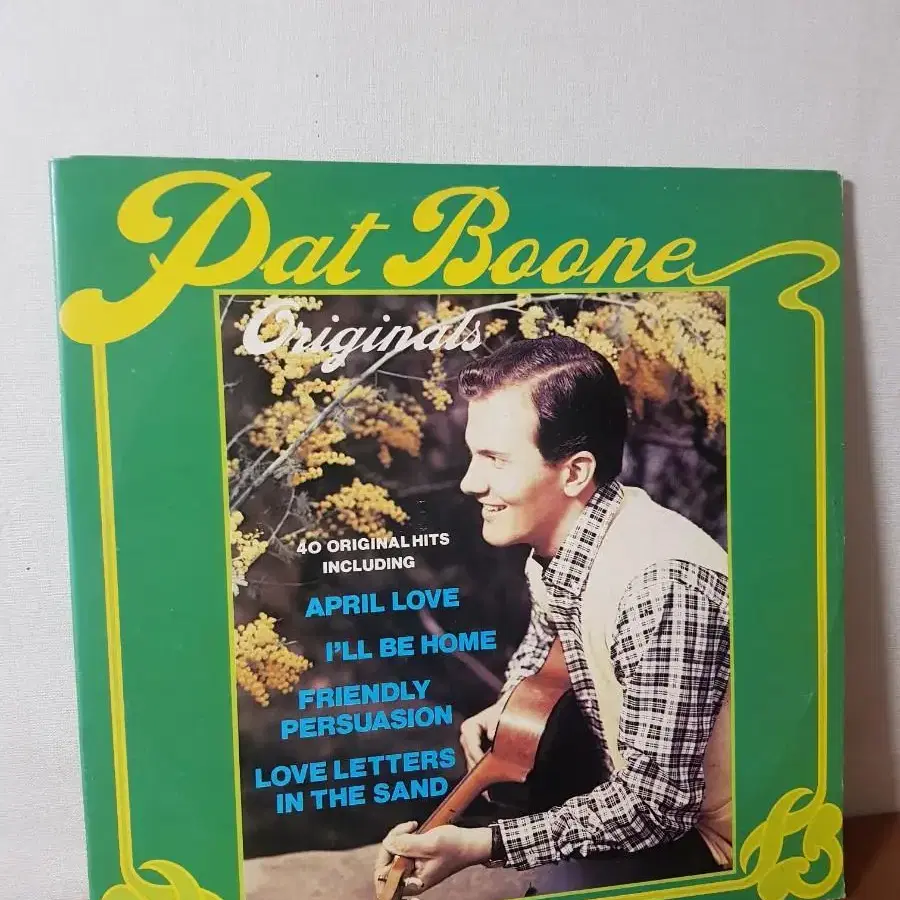 Pat Boone
Originals
40 ORIGINAL HITS
INCLUDING
APRIL LOVE
I'LL BE HOME
FRIENDLY
PERSUASION
LOVE LETTERS
IN THE SAND